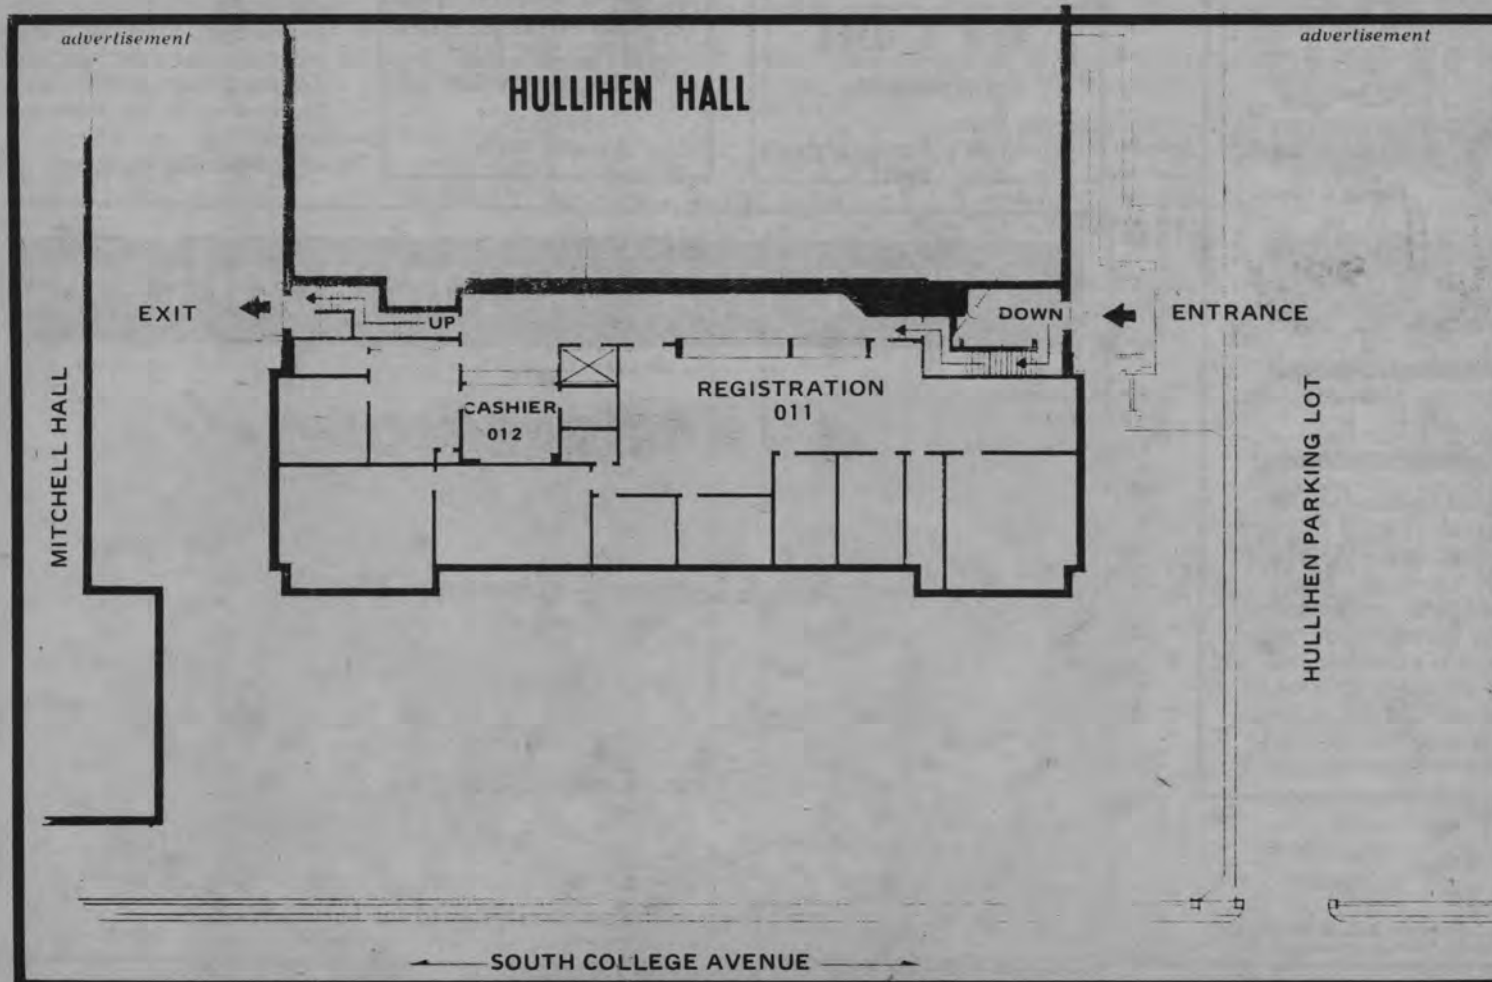 advertisement
advertisement
HULLIHEN HALL
EXIT
UP
DOWN
ENTRANCE
CASHIER
012
REGISTRATION
011
MITCHELL HALL
HULLIHEN PARKING LOT
SOUTH COLLEGE AVENUE